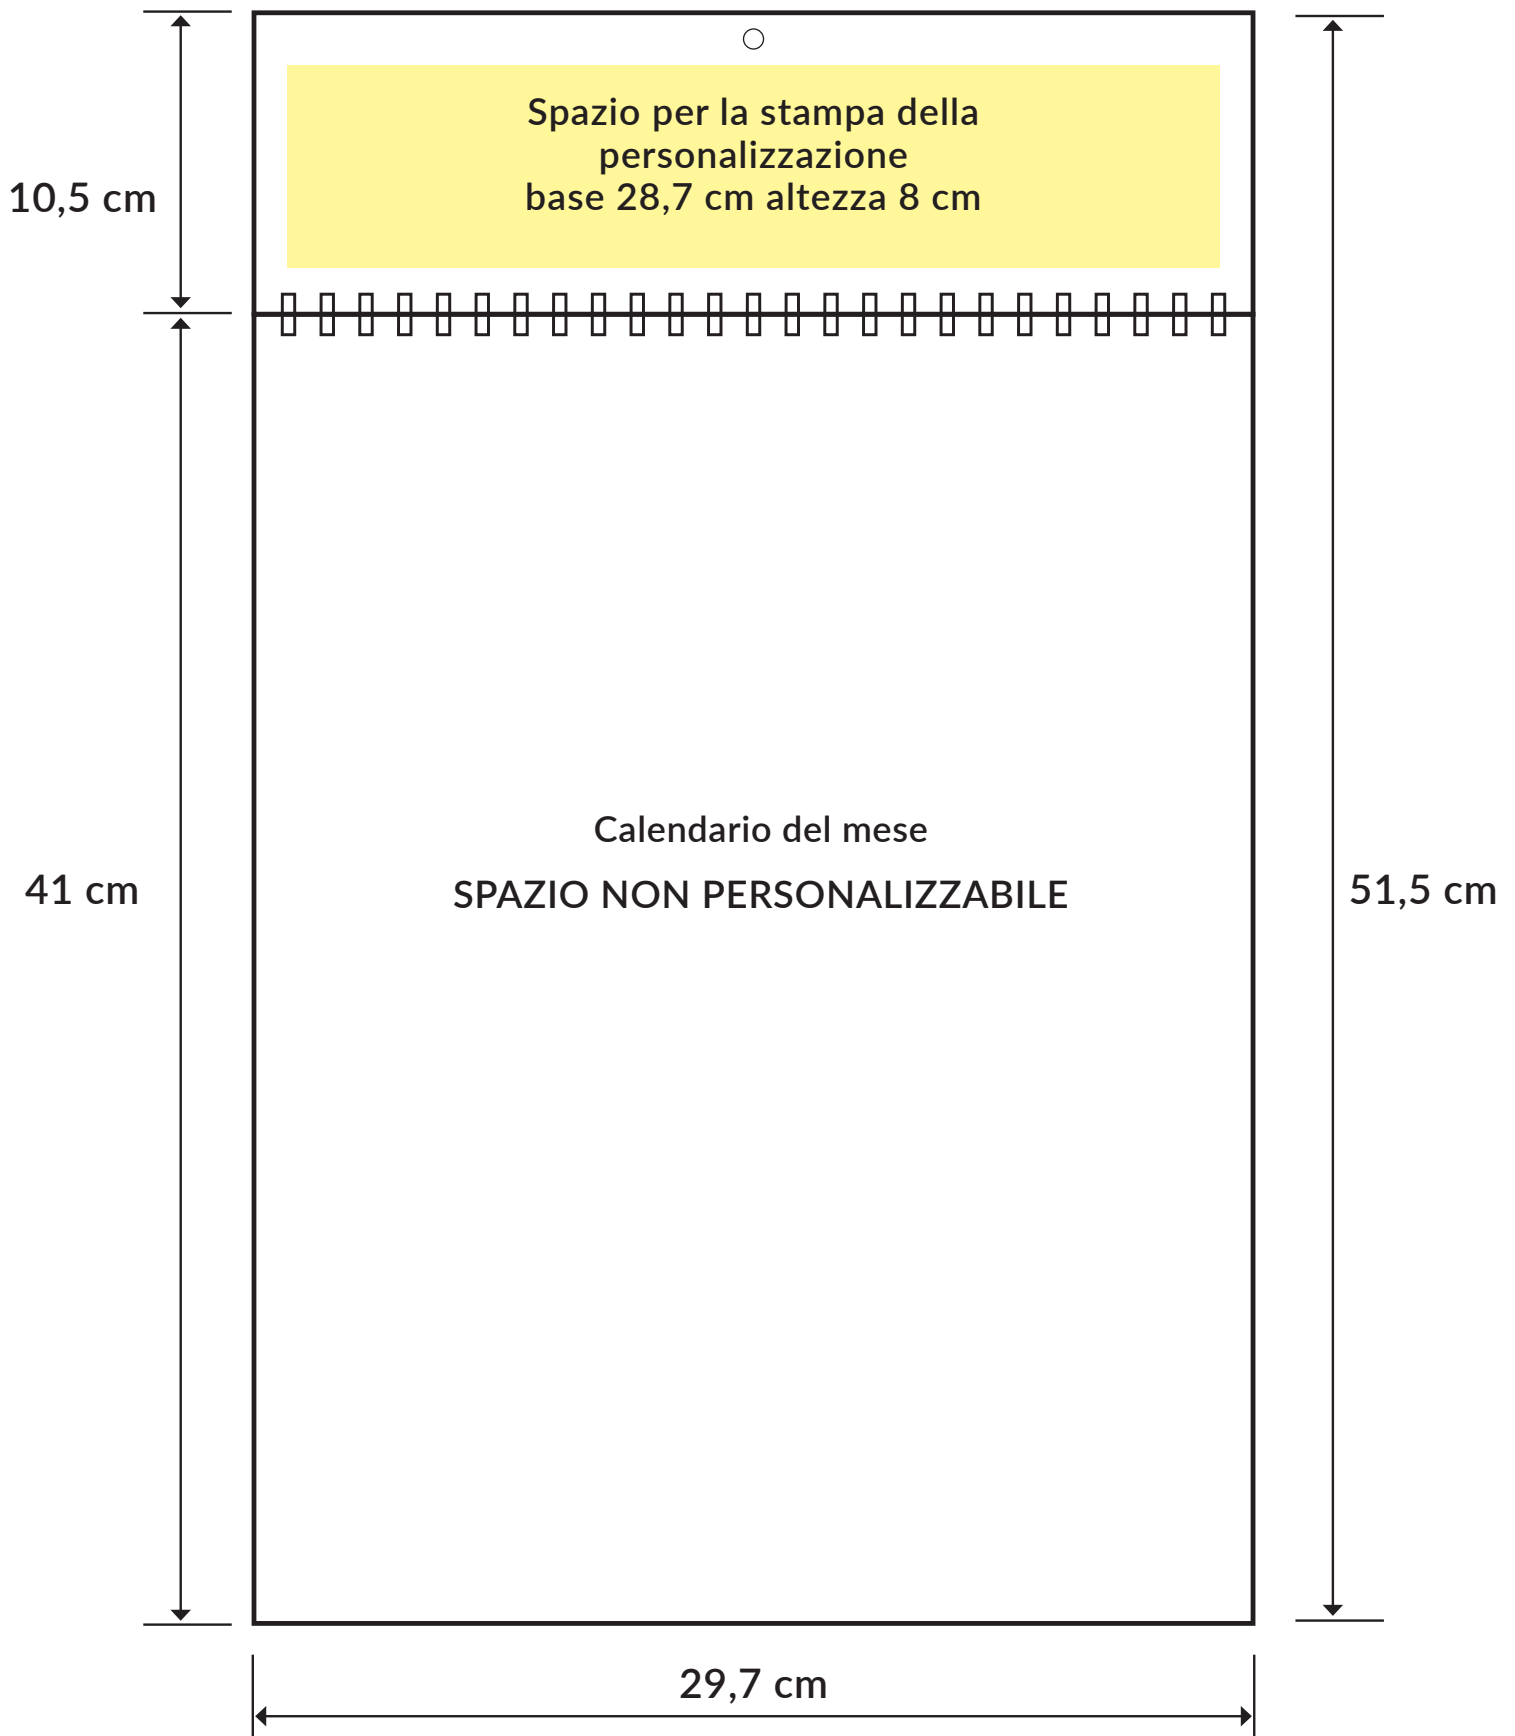 Spazio per la stampa della
personalizzazione
base 28,7 cm altezza 8 cm
10,5 cm
Calendario del mese
SPAZIO NON PERSONALIZZABILE
41 cm
51,5 cm
29,7 cm